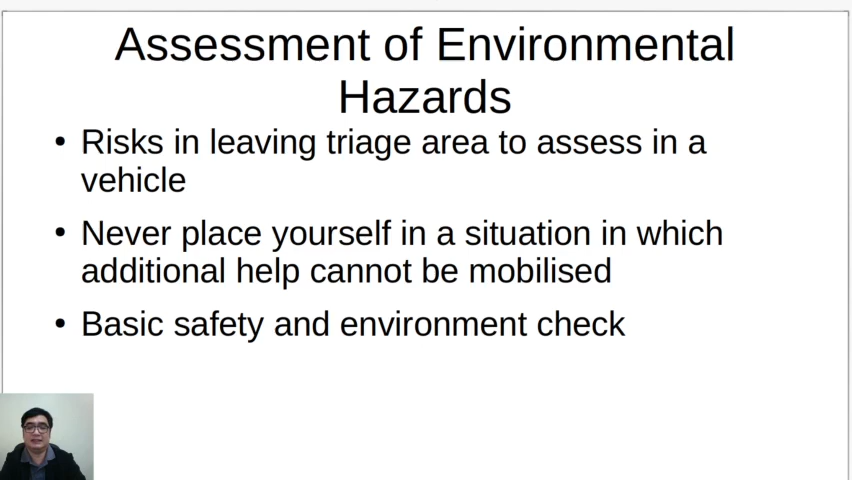 Assessment of Environmental
Hazards
• Risks in leaving triage area to assess in a
vehicle
• Never place yourself in a situation in which
additional help cannot be mobilised
• Basic safety and environment check